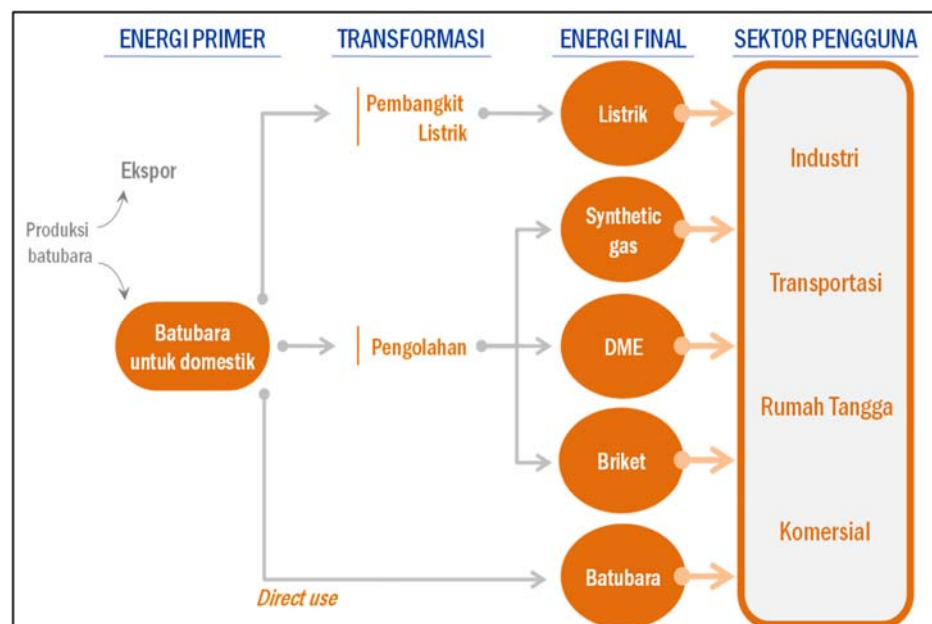 ENERGI PRIMER
TRANSFORMASI
ENERGI FINAL
SEKTOR PENGGUNA
Pembangkit
Listrik
Listrik
Industri
Ekspor
Produksi
batubara
Synthetic
gas
Transportasi
Batubara
untuk domestik
Pengolahan
DME
Rumah Tangga
Briket
Komersial
Direct use
Batubara